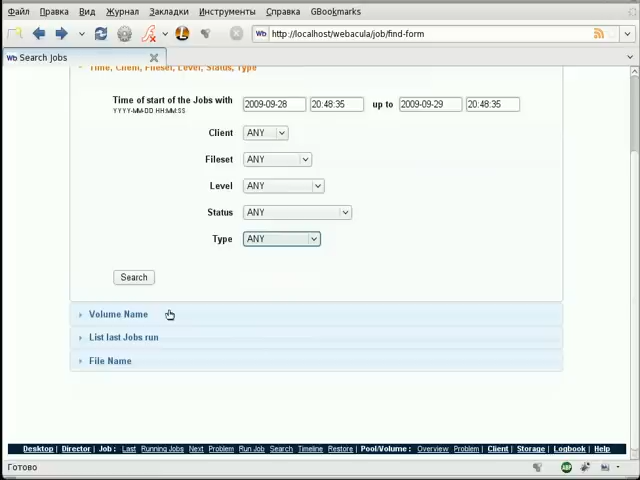 Файл Правка Вид Журнал Закладки Инструменты Справка GBookmarks
Wb http://localhost/webacula/job/find-form
Wb Search Jobs
Time, Client, Fileset, Level, Status, Type
Time of start of the Jobs with 2009-09-28 20:48:35 up to 2009-09-29 20:48:35
YYYY-MM-DD HH:MM:SS
Client ANY
Fileset ANY
Level ANY
Status ANY
Type ANY
Search
Volume Name
List last Jobs run
File Name
Desktop | Director | Job : Last Running Jobs Next Problem Run Job Search Timeline Restore | Pool/Volume : Overview Problem | Client | Storage | Logbook | Help
Готово ABP